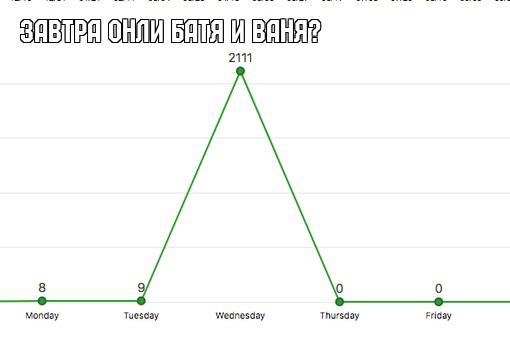 ЗАВТРА ОНЛИ БАТЯ И ВАНЯ?
2111
8
9
0
0
Monday
Tuesday
Wednesday
Thursday
Friday